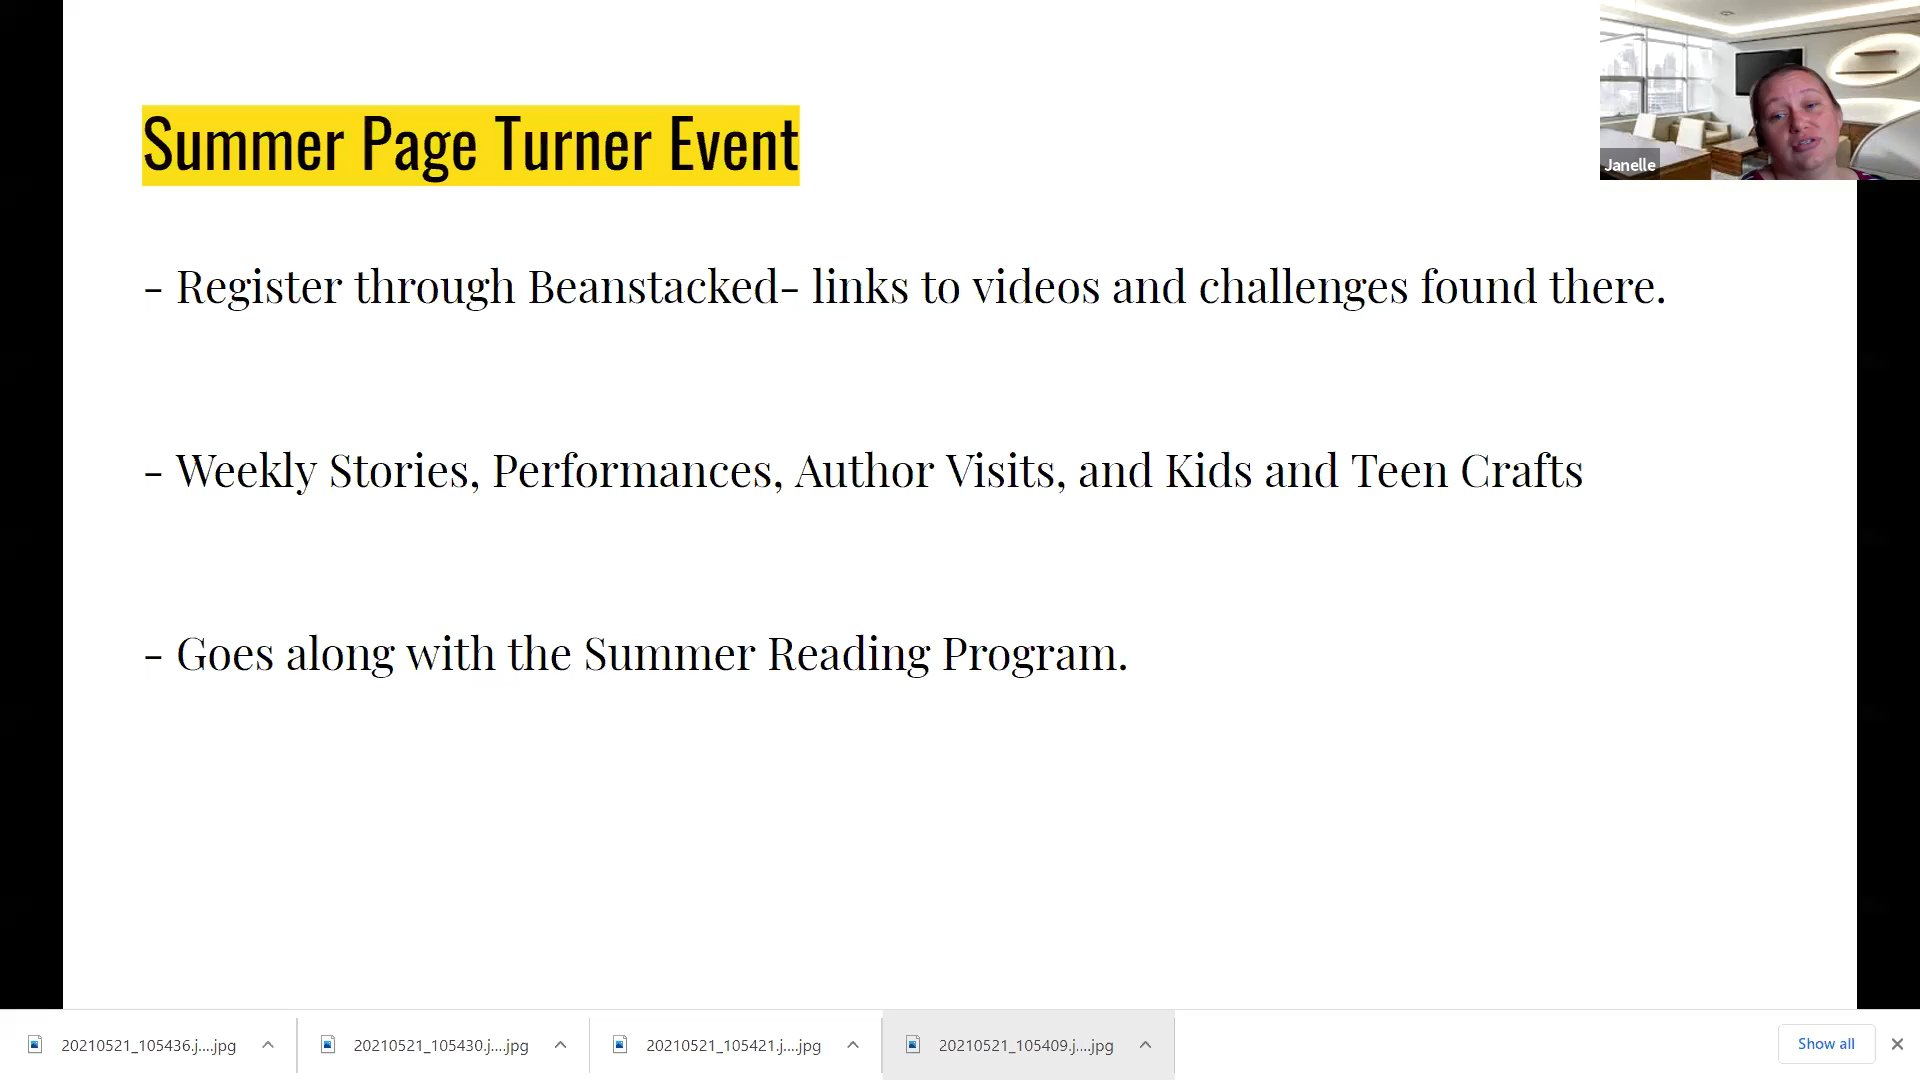 Summer Page Turner Event
Janelle
- Register through Beanstacked- links to videos and challenges found there.
- Weekly Stories, Performances, Author Visits, and Kids and Teen Crafts
- Goes along with the Summer Reading Program.
20210521_105436.j....jpg
20210521_105430.j....jpg
20210521_105421.j....jpg
20210521_105409.j....jpg
Show all